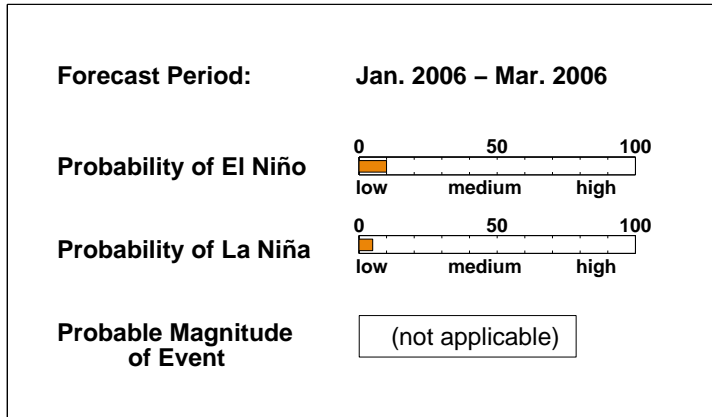 Forecast Period: Jan. 2006 – Mar. 2006
0 50 100
Probability of El Niño
low medium high
0 50 100
Probability of La Niña
low medium high
Probable Magnitude
of Event
(not applicable)